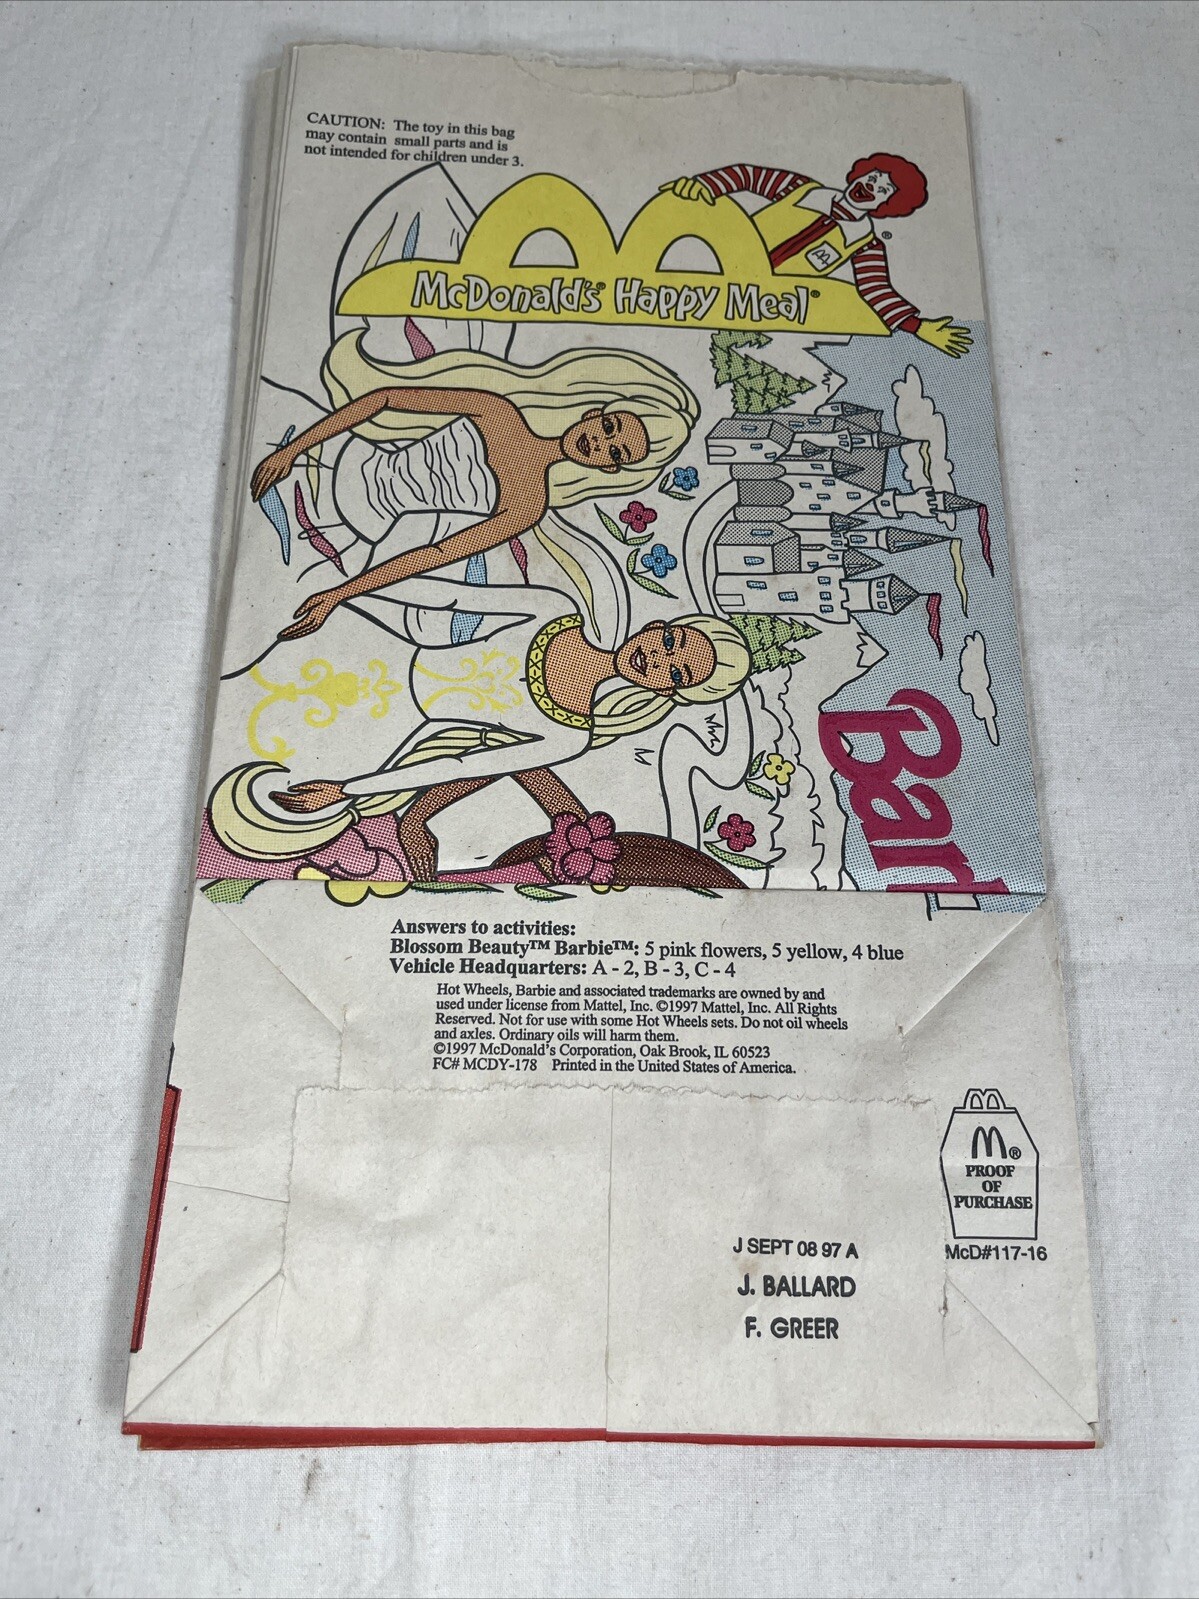 CAUTION: The toy in this bag
may contain small parts and is
not intended for children under 3.
McDonald's® Happy Meal®
®
Bar
Answers to activities:
Blossom Beauty™ Barbie™: 5 pink flowers, 5 yellow, 4 blue
Vehicle Headquarters: A - 2, B - 3, C - 4
Hot Wheels, Barbie and associated trademarks are owned by and
used under license from Mattel, Inc. ©1997 Mattel, Inc. All Rights
Reserved. Not for use with some Hot Wheels sets. Do not oil wheels
and axles. Ordinary oils will harm them.
©1997 McDonald's Corporation, Oak Brook, IL 60523
FC# MCDY-178 Printed in the United States of America.
M®
PROOF
OF
PURCHASE
McD#117-16
J SEPT 08 97 A
J. BALLARD
F. GREER